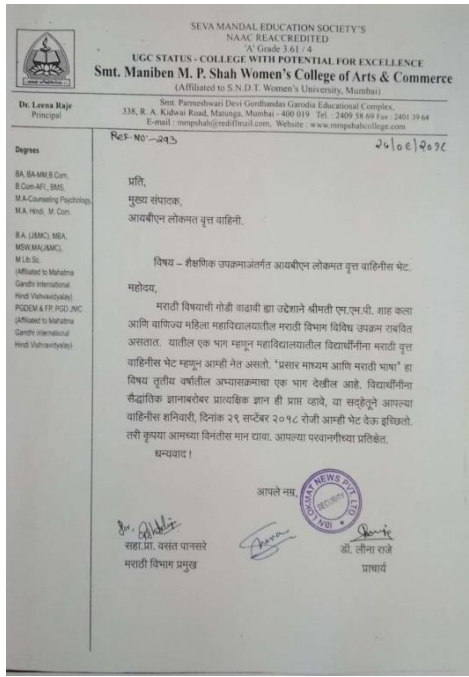 SEVA MANDAL EDUCATION SOCIETY'S
NAAC REACCREDITED
'A' Grade 3.61 / 4
UGC STATUS - COLLEGE WITH POTENTIAL FOR EXCELLENCE
Smt. Maniben M. P. Shah Women's College of Arts & Commerce
(Affiliated to S.N.D.T. Women's University, Mumbai)
Dr. Leena Raje
Principal
Smt. Parmeshwari Devi Gordhandas Garodia Educational Complex,
338, R. A. Kidwai Road, Matunga, Mumbai - 400 019 Tel. : 2409 58 69 Fax : 2401 39 64
E-mail : mmpshah@rediffmail.com, Website : www.mmpshahcollege.com
REF-NO:-293
Degrees
BA, BA-MM,B.Com.
B.Com-AFI., BMS,
M.A-Counseling Psychology,
M.A. Hindi, M. Com.
B.A. (J&MC), MBA,
MSW,MA(J&MC),
M.Lib.Sc.
(Affiliated to Mahatma
Gandhi International
Hindi Vishvavidyalay)
PGDEM & FP, PGD JMC
(Affiliated to Mahatma
Gandhi International
Hindi Vishvavidyalay)
प्रति,
मुख्य संपादक,
आयबीएन लोकमत वृत्त वाहिनी.
विषय – शैक्षणिक उपक्रमाअंतर्गत आयबीएन लोकमत वृत्त वाहिनीस भेट.
महोदय,
मराठी विषयाची गोडी वाढावी ह्या उद्देशाने श्रीमती एम.एम.पी. शाह कला
आणि वाणिज्य महिला महाविद्यालयातील मराठी विभाग विविध उपक्रम राबवित
असतात. यातील एक भाग म्हणून महाविद्यालयातील विद्यार्थीनींना मराठी वृत्त
वाहिनीस भेट म्हणून आम्ही नेत असतो. "प्रसार माध्यम आणि मराठी भाषा" हा
विषय तृतीय वर्षातील अभ्यासक्रमाचा एक भाग देखील आहे. विद्यार्थीनींना
सैद्धांतिक ज्ञानाबरोबर प्रात्यक्षिक ज्ञान ही प्राप्त व्हावे, या सद्हेतूने आपल्या
वाहिनीस शनिवारी, दिनांक २९ सप्टेंबर २०१८ रोजी आम्ही भेट देऊ इच्छितो.
तरी कृपया आमच्या विनंतीस मान द्यावा. आपल्या परवानगीच्या प्रतिक्षेत.
धन्यवाद !
आपले नम्र,
IBN LOKMAT NEWS PVT. LTD
SECURITY
सहा.प्रा. वसंत पानसरे
मराठी विभाग प्रमुख
डॉ. लीना राजे
प्राचार्य